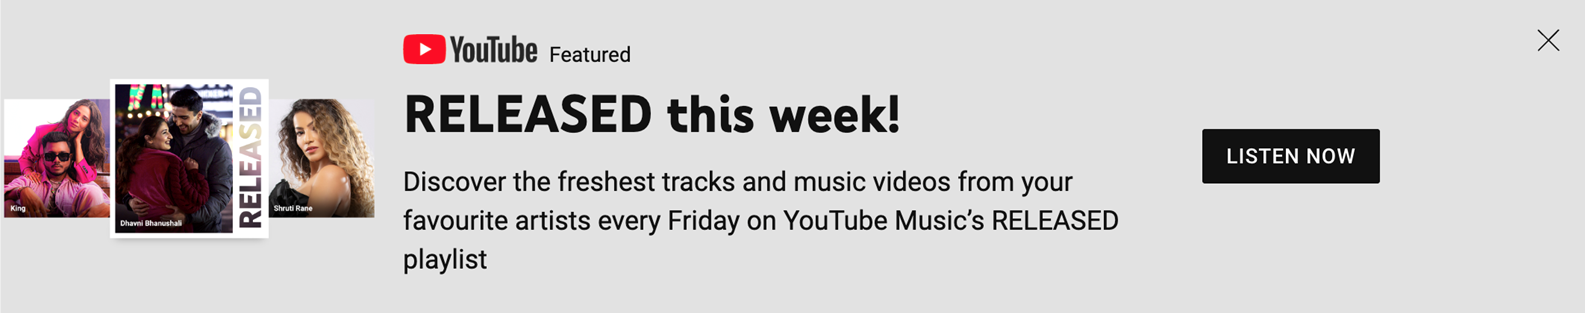 YouTube Featured
RELEASED this week!
Discover the freshest tracks and music videos from your
favourite artists every Friday on YouTube Music’s RELEASED
playlist
LISTEN NOW
King
Dhavni Bhanushali
RELEASED
Shruti Rane